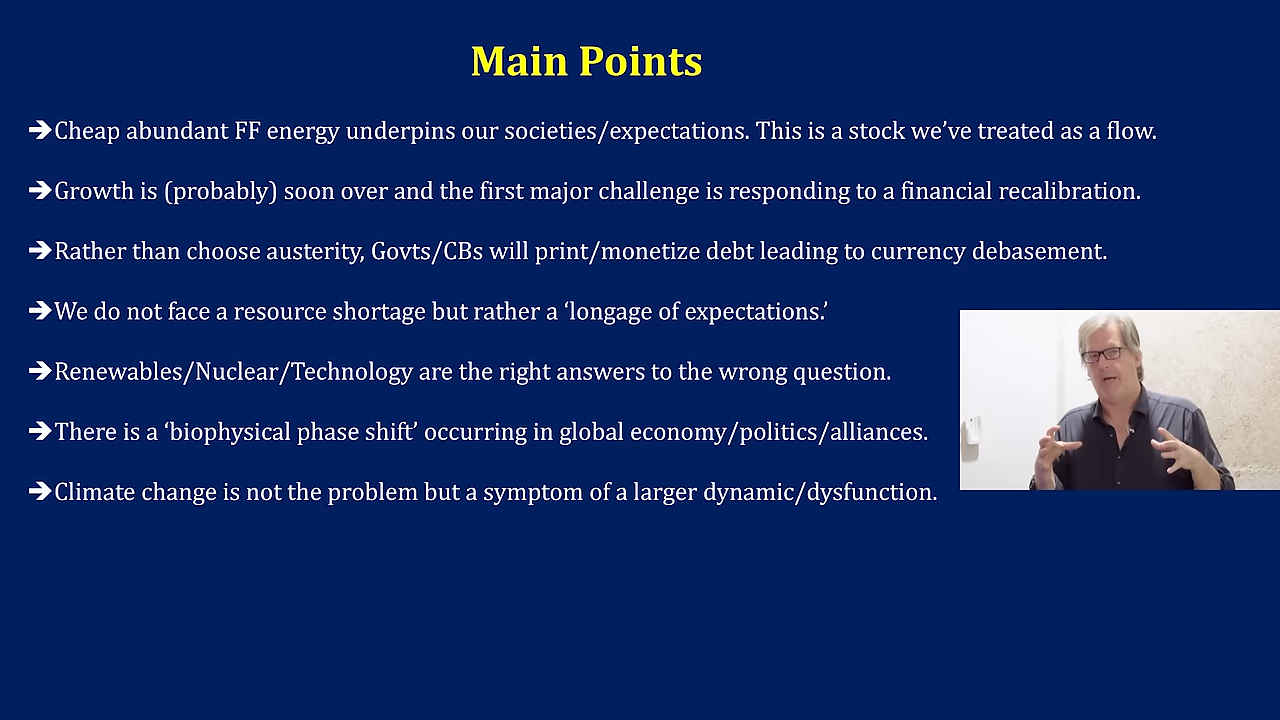 Main Points
➔Cheap abundant FF energy underpins our societies/expectations. This is a stock we’ve treated as a flow.
➔Growth is (probably) soon over and the first major challenge is responding to a financial recalibration.
➔Rather than choose austerity, Govts/CBs will print/monetize debt leading to currency debasement.
➔We do not face a resource shortage but rather a ‘longage of expectations.’
➔Renewables/Nuclear/Technology are the right answers to the wrong question.
➔There is a ‘biophysical phase shift’ occurring in global economy/politics/alliances.
➔Climate change is not the problem but a symptom of a larger dynamic/dysfunction.